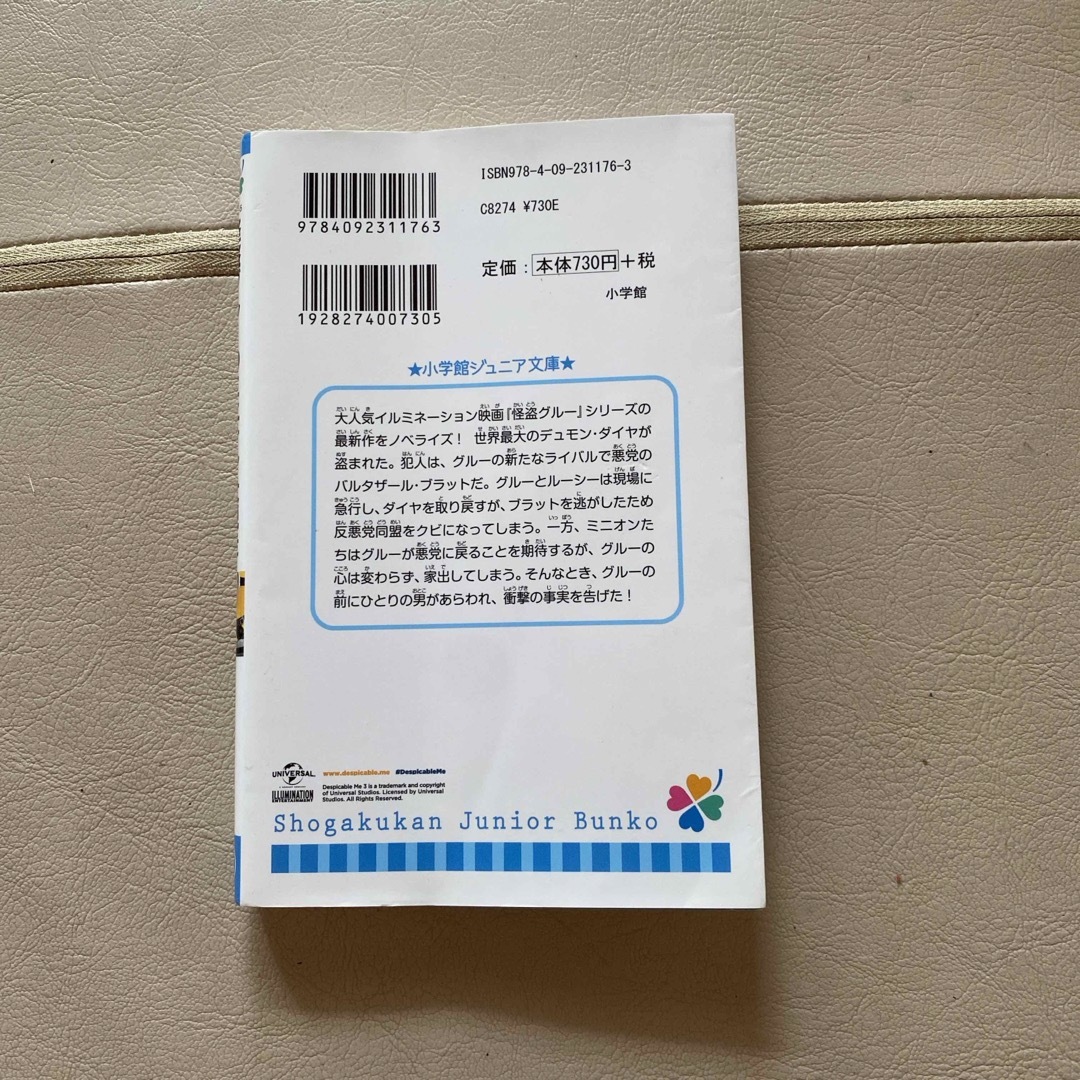 ISBN978-4-09-231176-3
9784092311763
C8274 ¥730E
定価：本体730円＋税
1928274007305
小学館
★小学館ジュニア文庫★
大人気イルミネーション映画『怪盗グルー』シリーズの
最新作をノベライズ！ 世界最大のデュモン・ダイヤが
盗まれた。犯人は、グルーの新たなライバルで悪党の
バルタザール・ブラットだ。グルーとルーシーは現場に
急行し、ダイヤを取り戻すが、ブラットを逃がしたため
反悪党同盟をクビになってしまう。一方、ミニオンた
ちはグルーが悪党に戻ることを期待するが、グルーの
心は変わらず、家出してしまう。そんなとき、グルーの
前にひとりの男があらわれ、衝撃の事実を告げた！
UNIVERSAL
ILLUMINATION
ENTERTAINMENT
www.despicable.me #DespicableMe
Despicable Me 3 is a trademark and copyright
of Universal Studios. Licensed by Universal
Studios. All Rights Reserved.
Shogakukan Junior Bunko